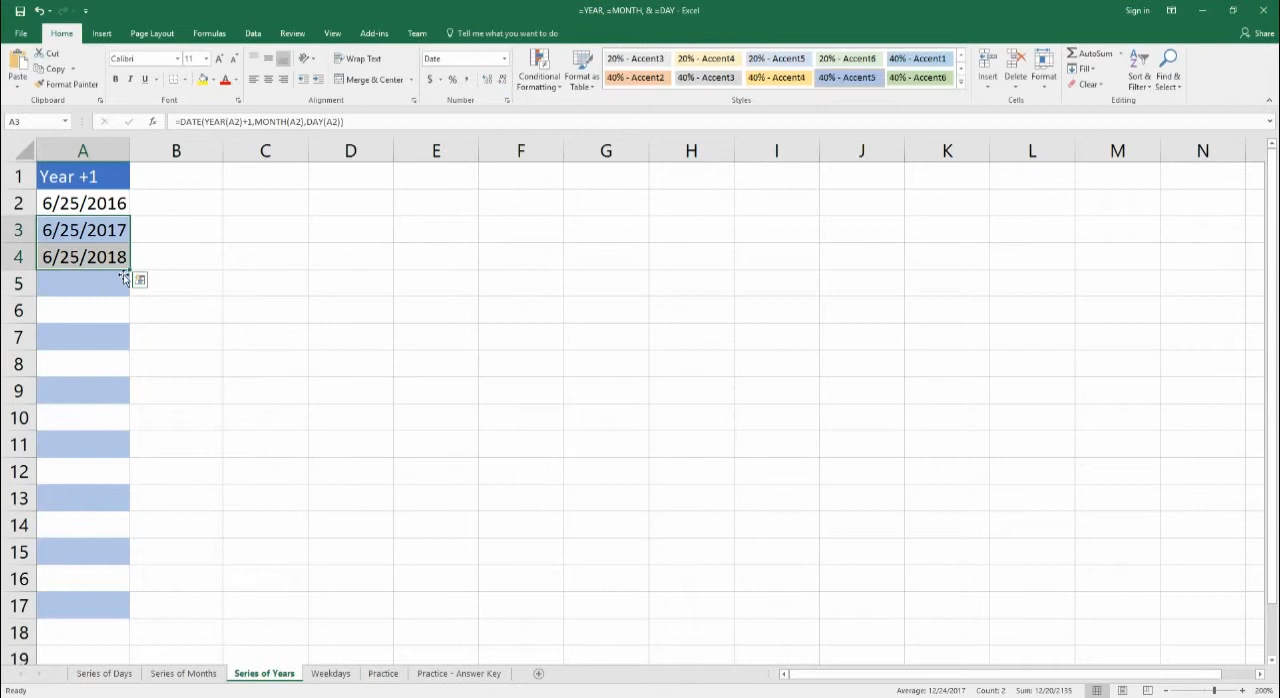 =YEAR, =MONTH, & =DAY - Excel
Sign in
File Home Insert Page Layout Formulas Data Review View Add-ins Team Tell me what you want to do Share
Paste
Cut
Copy
Format Painter
Clipboard
Calibri 11
B I U
Font
Wrap Text
Merge & Center
Alignment
Date
$ % ,
Number
Conditional Formatting
Format as Table
20% - Accent3 20% - Accent4 20% - Accent5 20% - Accent6 40% - Accent1
40% - Accent2 40% - Accent3 40% - Accent4 40% - Accent5 40% - Accent6
Styles
Insert Delete Format
Cells
AutoSum
Fill
Clear
Sort & Filter
Find & Select
Editing
A3 fx =DATE(YEAR(A2)+1,MONTH(A2),DAY(A2))
A B C D E F G H I J K L M N
1 Year +1
2 6/25/2016
3 6/25/2017
4 6/25/2018
5
6
7
8
9
10
11
12
13
14
15
16
17
18
19
Series of Days Series of Months Series of Years Weekdays Practice Practice - Answer Key
Ready Average: 12/24/2017 Count: 2 Sum: 12/20/2135 200%